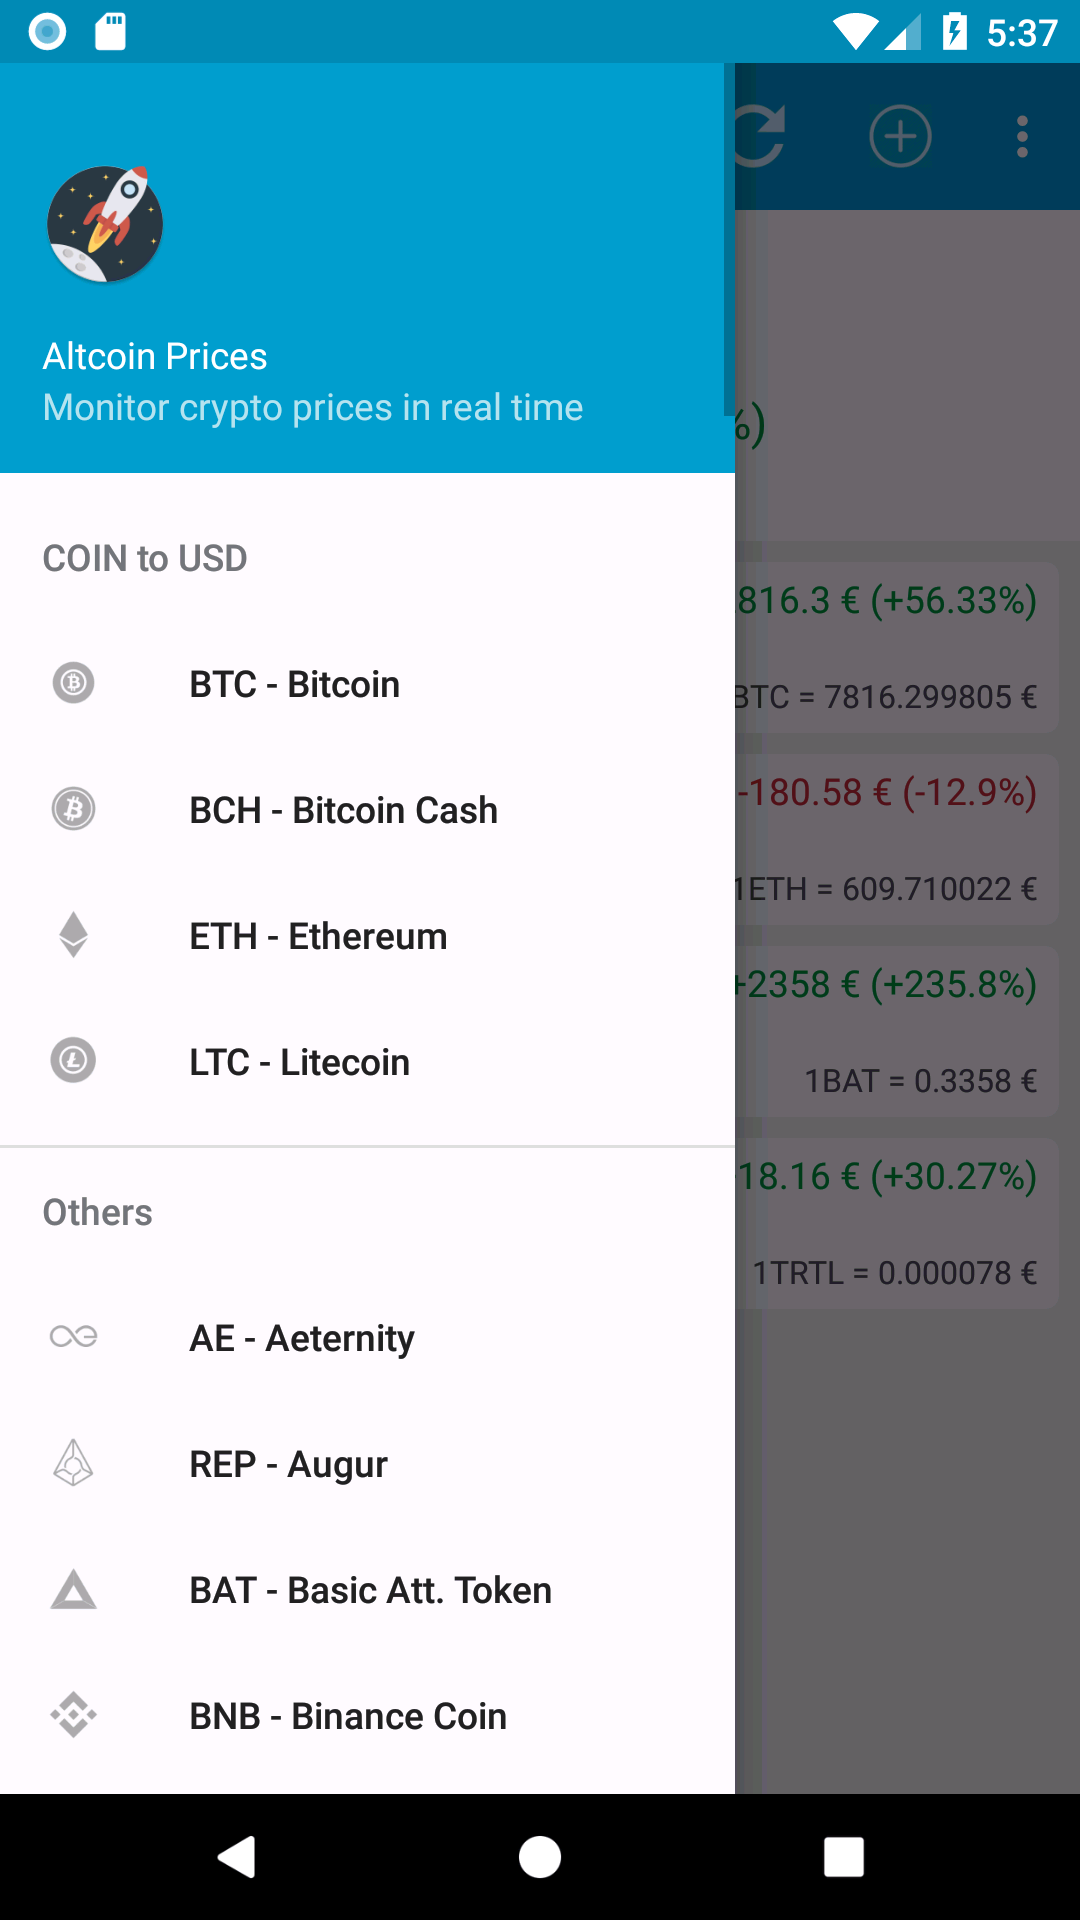 5:37
Altcoin Prices
Monitor crypto prices in real time
%)
COIN to USD
816.3 € (+56.33%)
BTC - Bitcoin
BTC = 7816.299805 €
-180.58 € (-12.9%)
BCH - Bitcoin Cash
1ETH = 609.710022 €
ETH - Ethereum
+2358 € (+235.8%)
LTC - Litecoin
1BAT = 0.3358 €
Others
18.16 € (+30.27%)
1TRTL = 0.000078 €
AE - Aeternity
REP - Augur
BAT - Basic Att. Token
BNB - Binance Coin